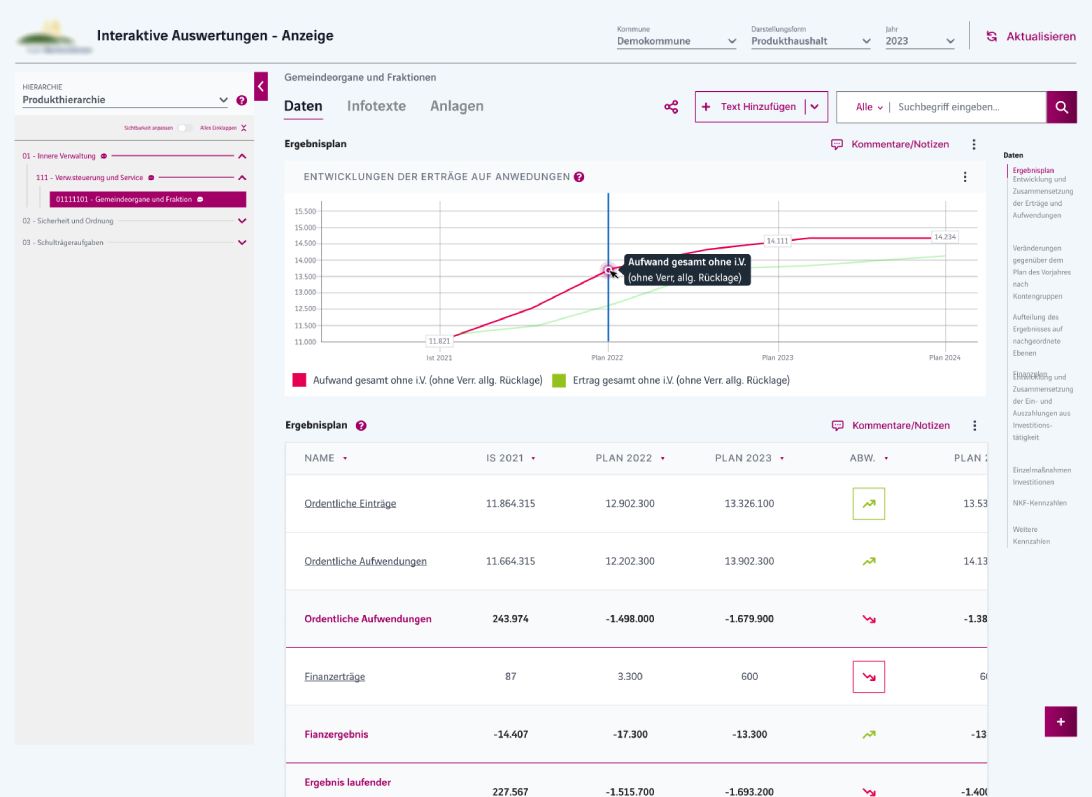 Interaktive Auswertungen - Anzeige
Kommune
Demokommune
Darstellungsform
Produkthaushalt
Jahr
2023
Aktualisieren
HIERARCHIE
Produkthierarchie
?
Sichtbarkeit anpassen
Alles Einklappen
01 - Innere Verwaltung
111 - Verw.steuerung und Service
01111101 - Gemeindeorgane und Fraktion
02 - Sicherheit und Ordnung
03 - Schulträgeraufgaben
Gemeindeorgane und Fraktionen
Daten Infotexte Anlagen
+ Text Hinzufügen
Alle | Suchbegriff eingeben...
Ergebnisplan
Kommentare/Notizen
ENTWICKLUNGEN DER ERTRÄGE AUF ANWEDUNGEN ?
15.500
15.000
14.500
14.000
13.500
13.000
12.500
11.500
11.000
11.821
14.111
14.234
Aufwand gesamt ohne i.V.
(ohne Verr, allg. Rücklage)
Ist 2021 Plan 2022 Plan 2023 Plan 2024
Aufwand gesamt ohne i.V. (ohne Verr. allg. Rücklage) Ertrag gesamt ohne i.V. (ohne Verr. allg. Rücklage)
Ergebnisplan ?
Kommentare/Notizen
NAME IS 2021 PLAN 2022 PLAN 2023 ABW. PLAN
Ordentliche Einträge 11.864.315 12.902.300 13.326.100 13.53
Ordentliche Aufwendungen 11.664.315 12.202.300 13.902.300 14.13
Ordentliche Aufwendungen 243.974 -1.498.000 -1.679.900 -1.38
Finanzerträge 87 3.300 600 6
Fianzergebnis -14.407 -17.300 -13.300 -13
Ergebnis laufender
227.567 -1.515.700 -1.693.200 -1.400
Daten
Ergebnisplan
Entwicklung und
Zusammensetzung
der Erträge und
Aufwendungen
Veränderungen
gegenüber dem
Plan des Vorjahres
nach
Kontengruppen
Aufteilung des
Ergebnisses auf
nachgeordnete
Ebenen
Finanzplan
Entwicklung und
Zusammensetzung
der Ein- und
Auszahlungen aus
Investitions-
tätigkeit
Einzelmaßnahmen
Investitionen
NKF-Kennzahlen
Weitere
Kennzahlen
+